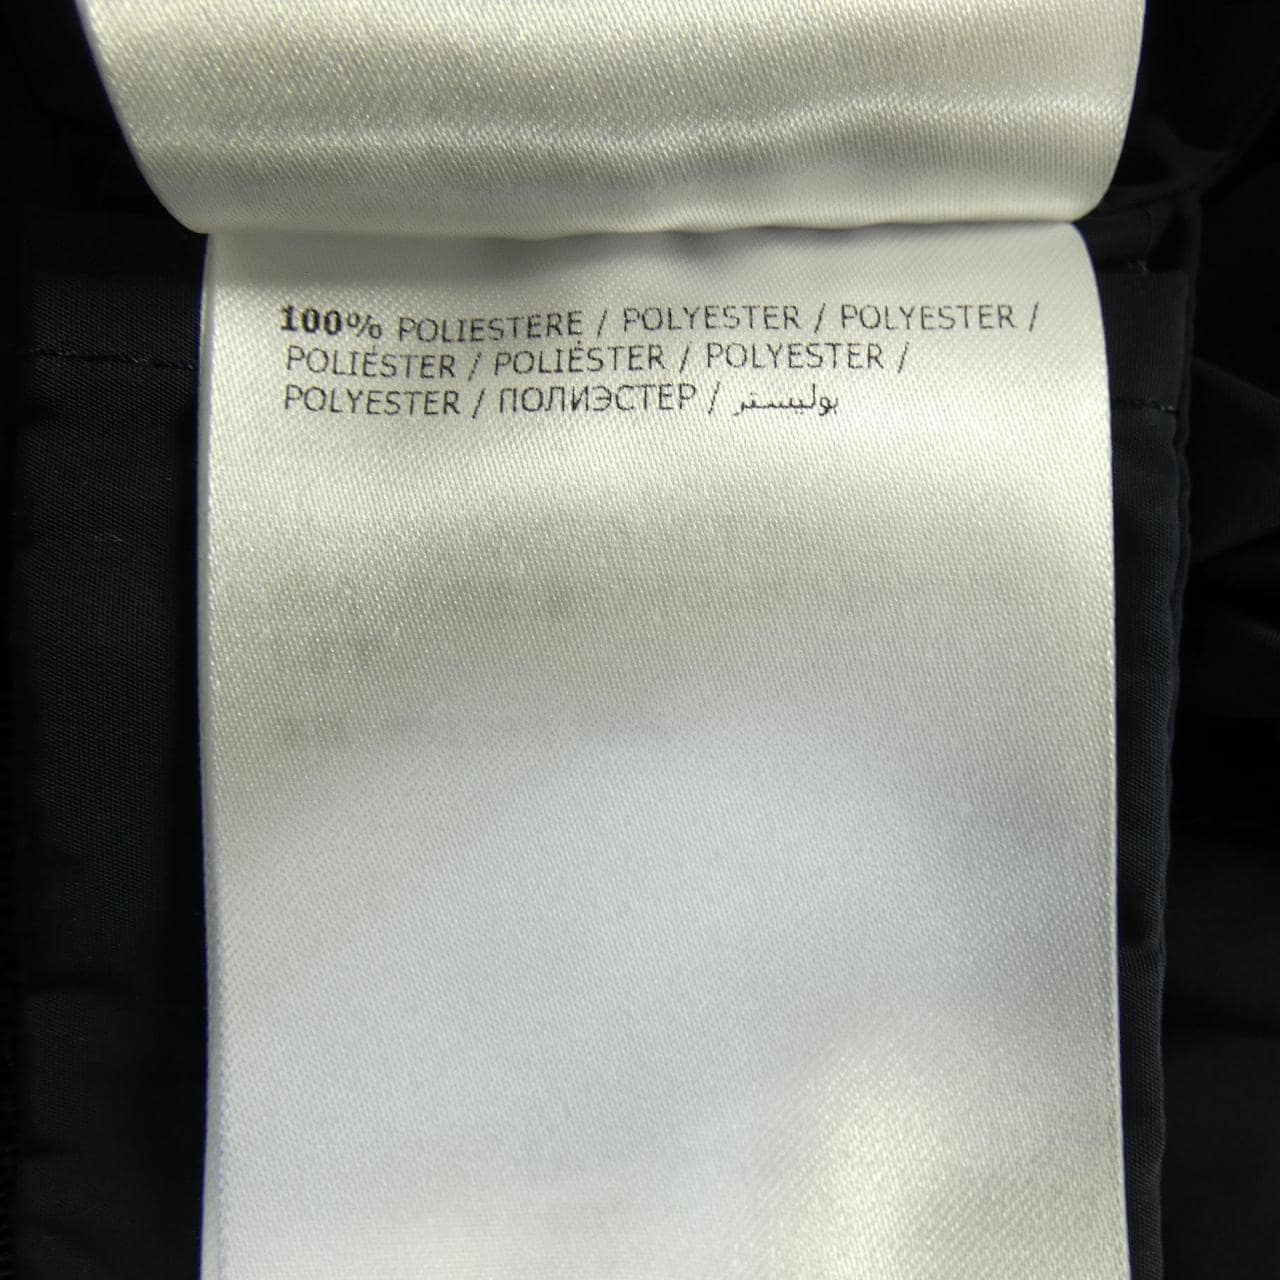 100% POLIESTERE / POLYESTER / POLYESTER /
POLIÉSTER / POLIÉSTER / POLYESTER /
POLYESTER / ПОЛИЭСТЕР / بوليستر